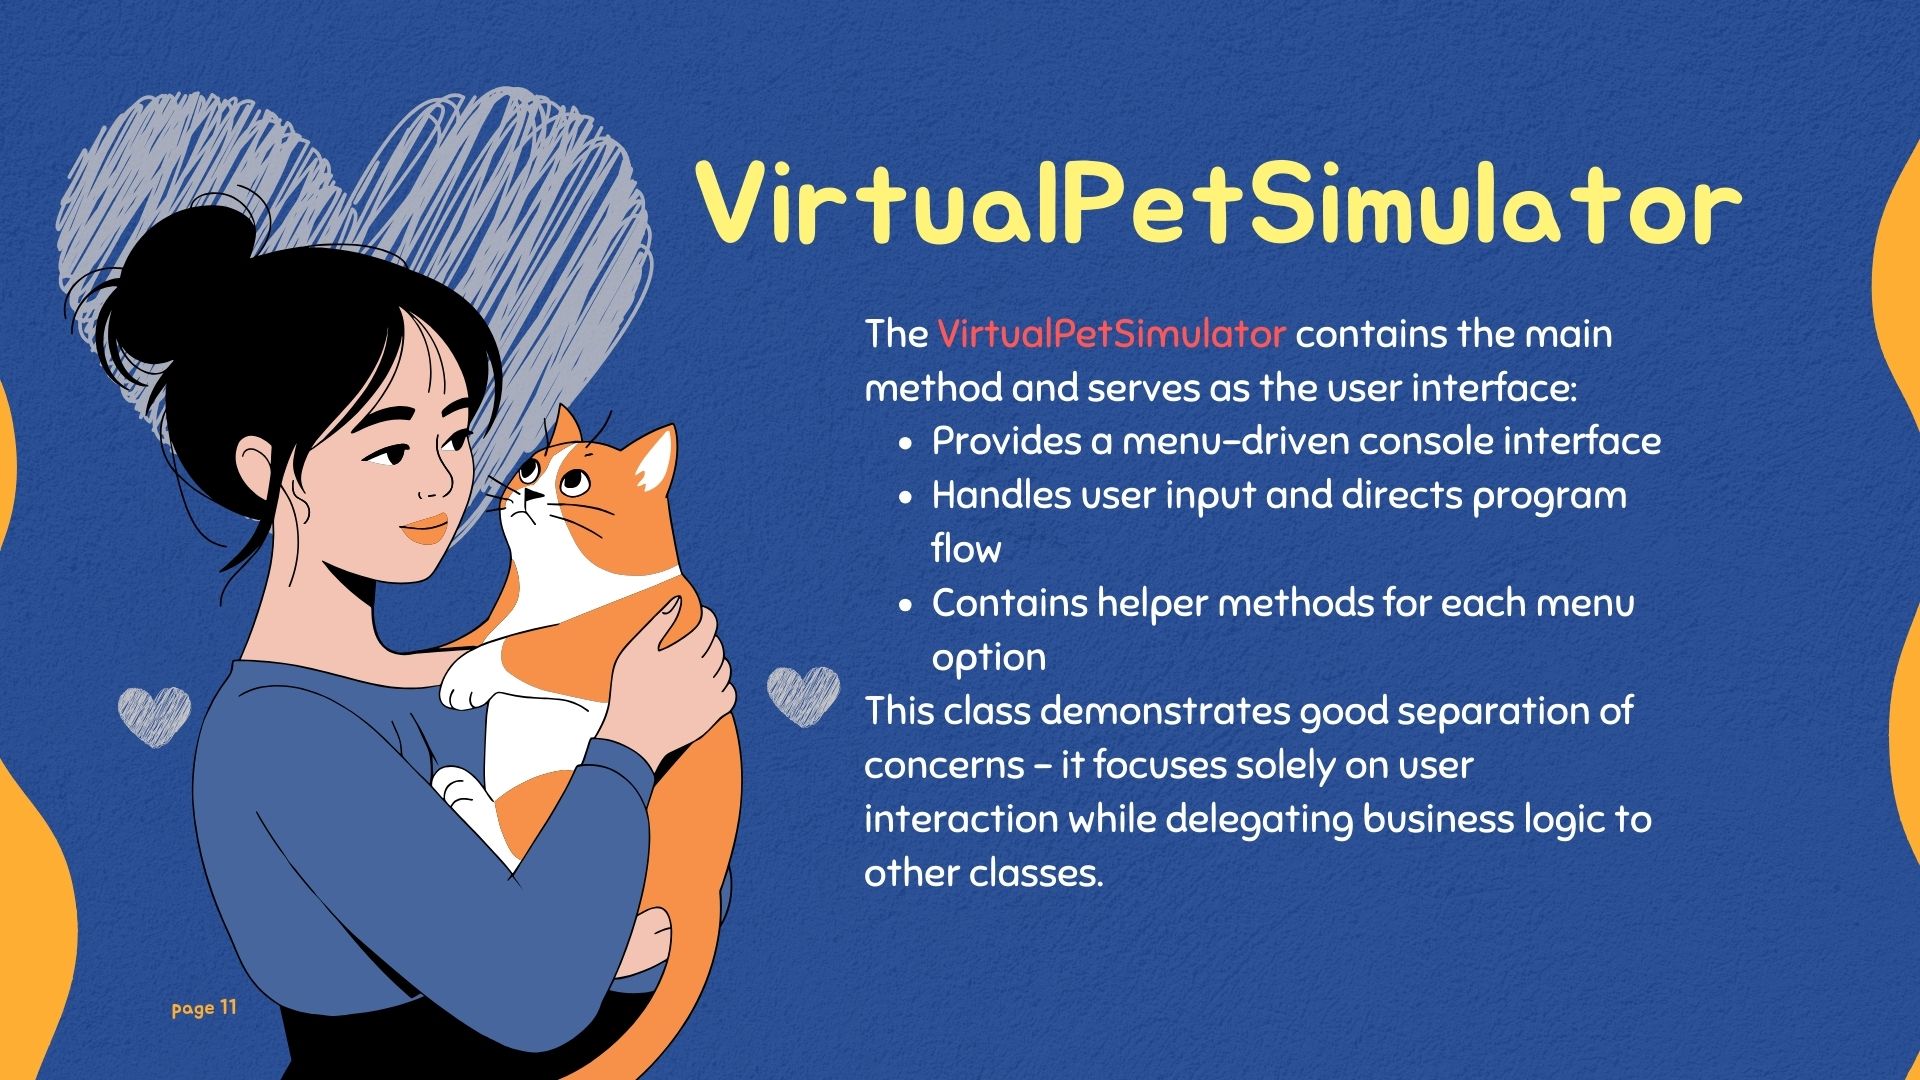 VirtualPetSimulator
The VirtualPetSimulator contains the main
method and serves as the user interface:
• Provides a menu-driven console interface
• Handles user input and directs program
flow
• Contains helper methods for each menu
option
This class demonstrates good separation of
concerns - it focuses solely on user
interaction while delegating business logic to
other classes.
page 11